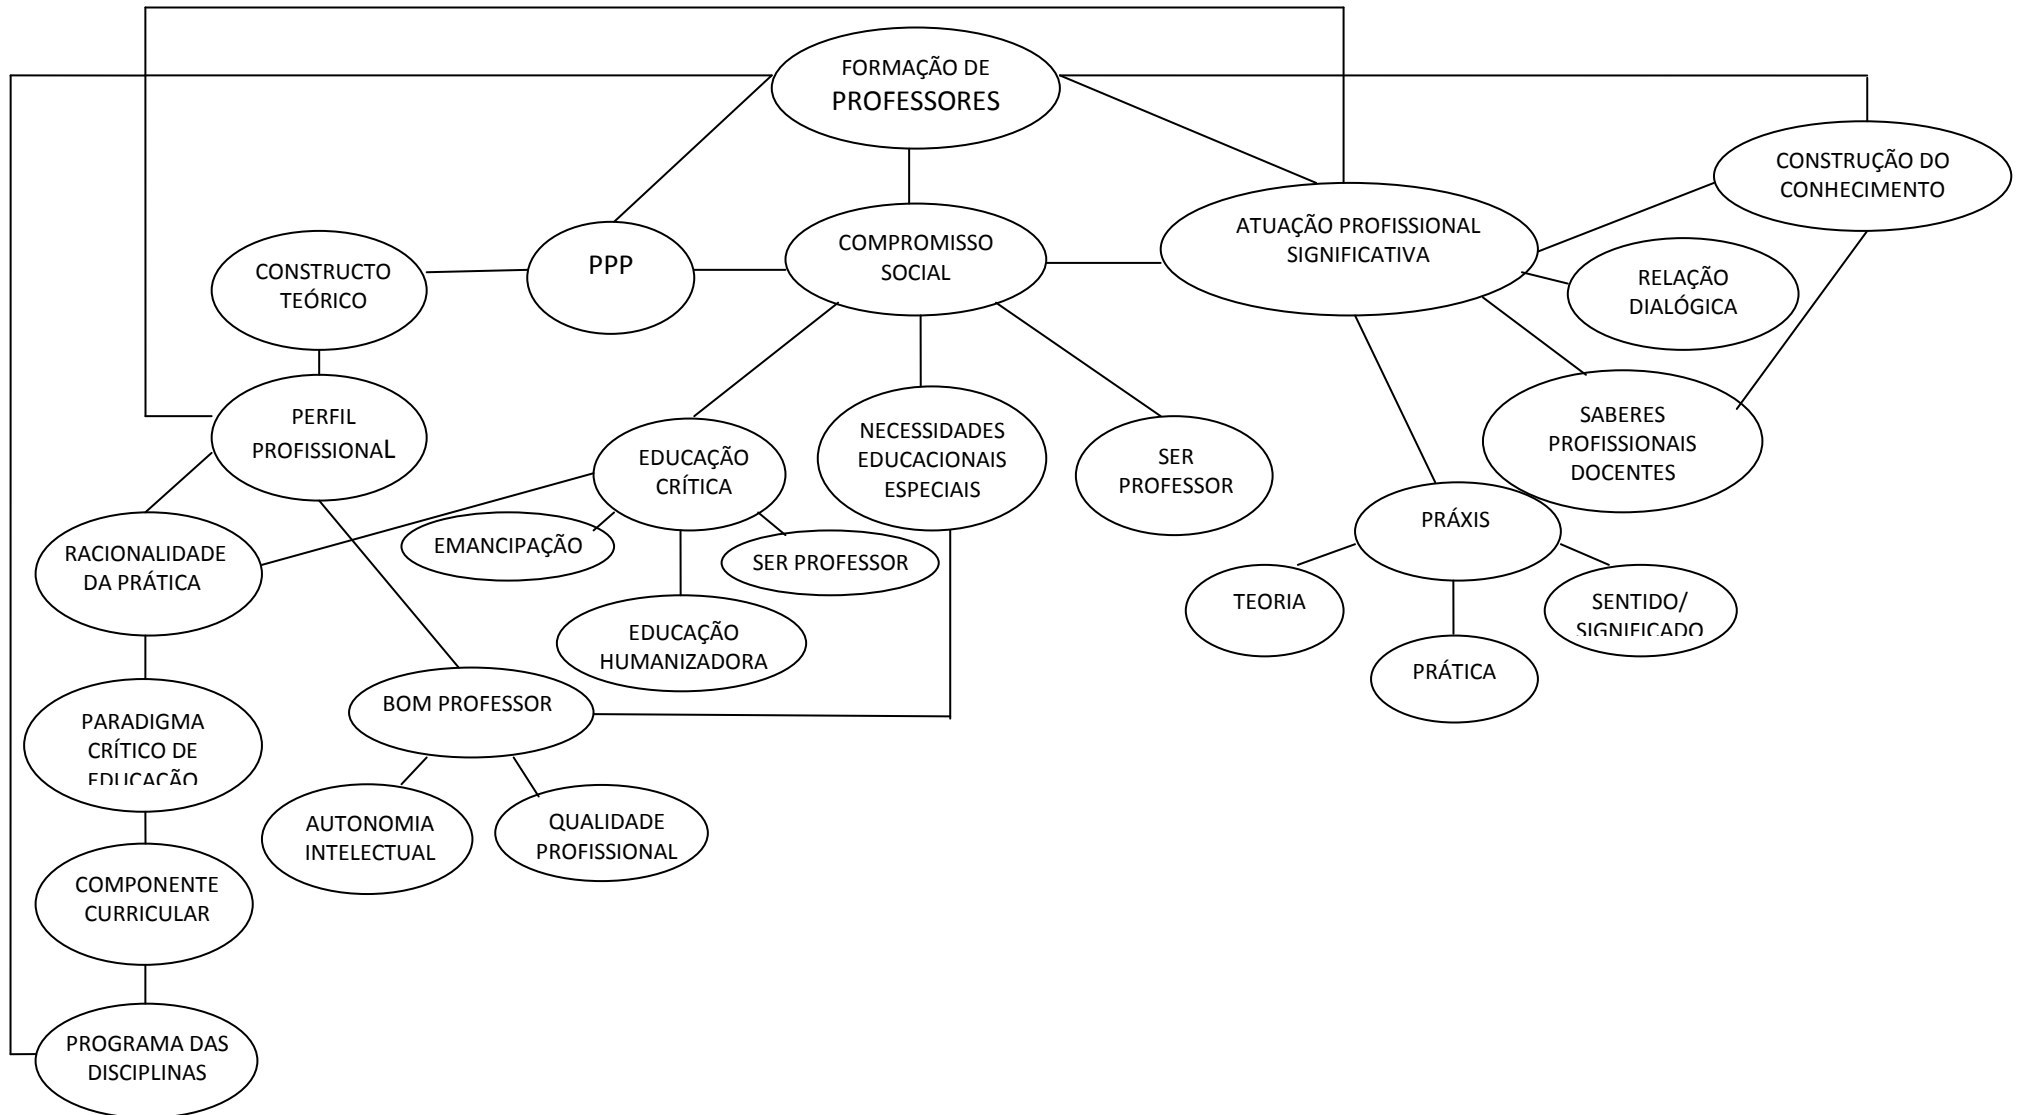 FORMAÇÃO DE
PROFESSORES
CONSTRUÇÃO DO
CONHECIMENTO
ATUAÇÃO PROFISSIONAL
SIGNIFICATIVA
COMPROMISSO
SOCIAL
PPP
CONSTRUCTO
TEÓRICO
RELAÇÃO
DIALÓGICA
PERFIL
PROFISSIONAL
EDUCAÇÃO
CRÍTICA
NECESSIDADES
EDUCACIONAIS
ESPECIAIS
SER
PROFESSOR
SABERES
PROFISSIONAIS
DOCENTES
PRÁXIS
RACIONALIDADE
DA PRÁTICA
EMANCIPAÇÃO
SER PROFESSOR
TEORIA
SENTIDO/
SIGNIFICADO
EDUCAÇÃO
HUMANIZADORA
PRÁTICA
BOM PROFESSOR
PARADIGMA
CRÍTICO DE
EDUCAÇÃO
AUTONOMIA
INTELECTUAL
QUALIDADE
PROFISSIONAL
COMPONENTE
CURRICULAR
PROGRAMA DAS
DISCIPLINAS